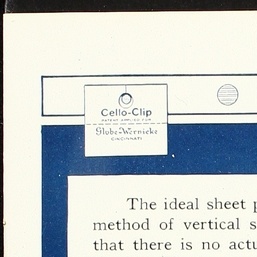 Cello-Clip
PATENT APPLIED FOR
Globe-Wernicke
CINCINNATI
The ideal sheet p
method of vertical s
that there is no actu